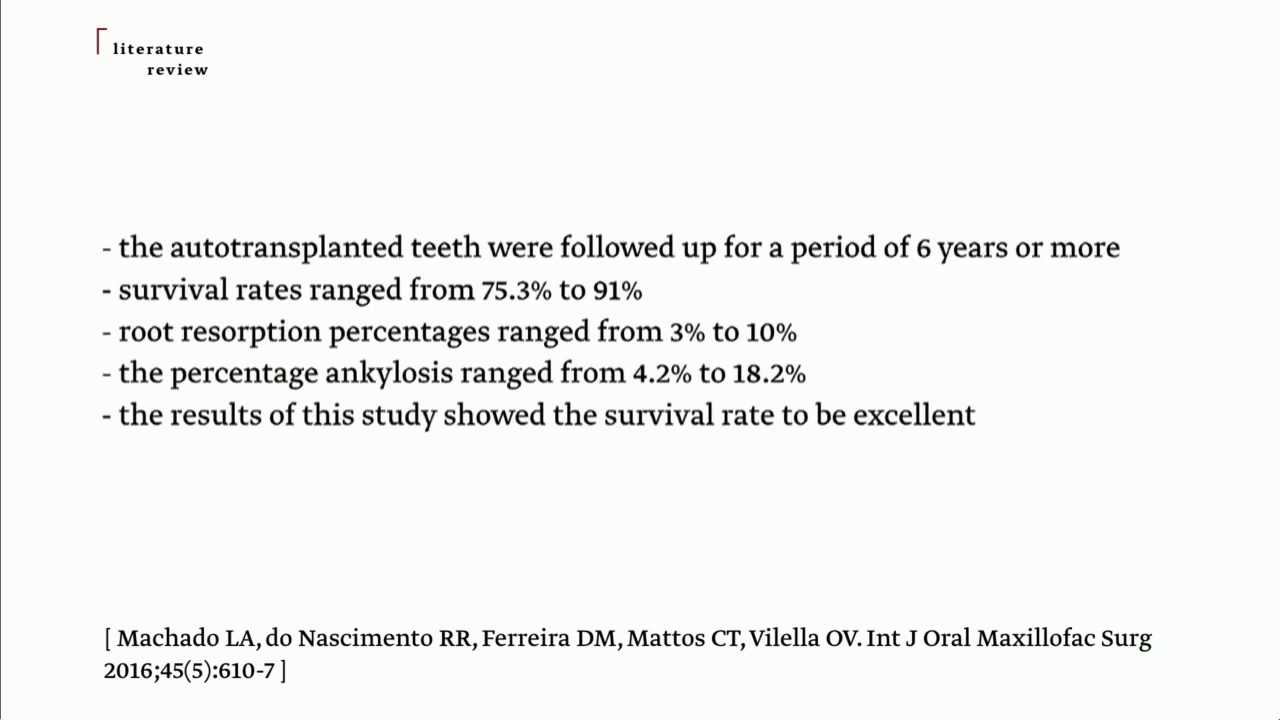 literature
review
- the autotransplanted teeth were followed up for a period of 6 years or more
- survival rates ranged from 75.3% to 91%
- root resorption percentages ranged from 3% to 10%
- the percentage ankylosis ranged from 4.2% to 18.2%
- the results of this study showed the survival rate to be excellent
[ Machado LA, do Nascimento RR, Ferreira DM, Mattos CT, Vilella OV. Int J Oral Maxillofac Surg
2016;45(5):610-7 ]